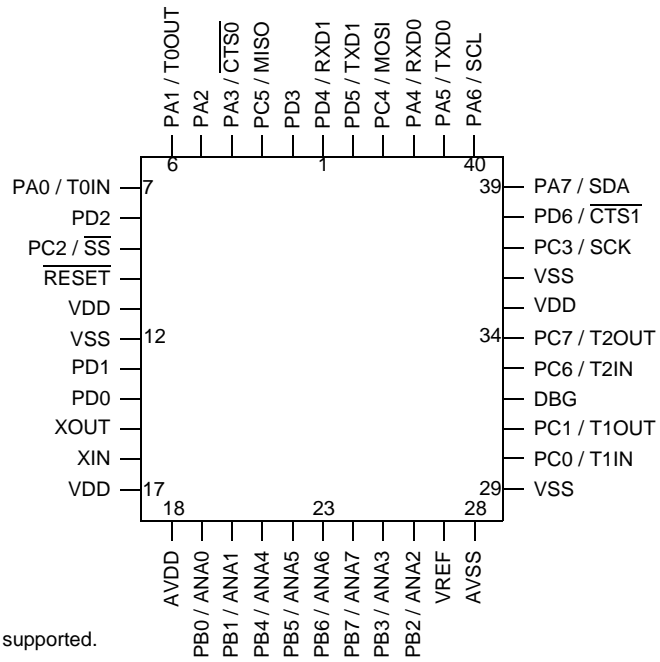 PA1 / T0OUT
PA2
PA3 / CTS0
PC5 / MISO
PD3
PD4 / RXD1
PD5 / TXD1
PC4 / MOSI
PA4 / RXD0
PA5 / TXD0
PA6 / SCL
6
1
40
PA0 / T0IN
7
39
PA7 / SDA
PD2
PD6 / CTS1
PC2 / SS
PC3 / SCK
RESET
VSS
VDD
VDD
VSS
12
34
PC7 / T2OUT
PD1
PC6 / T2IN
PD0
DBG
XOUT
PC1 / T1OUT
XIN
PC0 / T1IN
VDD
17
29
VSS
18
23
28
AVDD
PB0 / ANA0
PB1 / ANA1
PB4 / ANA4
PB5 / ANA5
PB6 / ANA6
PB7 / ANA7
PB3 / ANA3
PB2 / ANA2
VREF
AVSS
supported.